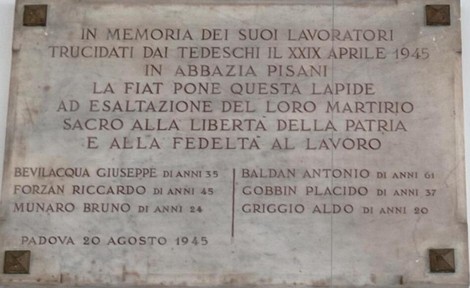 IN MEMORIA DEI SUOI LAVORATORI
TRUCIDATI DAI TEDESCHI IL XXIX APRILE 1945
IN ABBAZIA PISANI
LA FIAT PONE QUESTA LAPIDE
AD ESALTAZIONE DEL LORO MARTIRIO
SACRO ALLA LIBERTÀ DELLA PATRIA
E ALLA FEDELTÀ AL LAVORO
BEVILACQUA GIUSEPPE DI ANNI 35
FORZAN RICCARDO DI ANNI 45
MUNARO BRUNO DI ANNI 24
BALDAN ANTONIO DI ANNI 61
GOBBIN PLACIDO DI ANNI 37
GRIGGIO ALDO DI ANNI 20
PADOVA 20 AGOSTO 1945